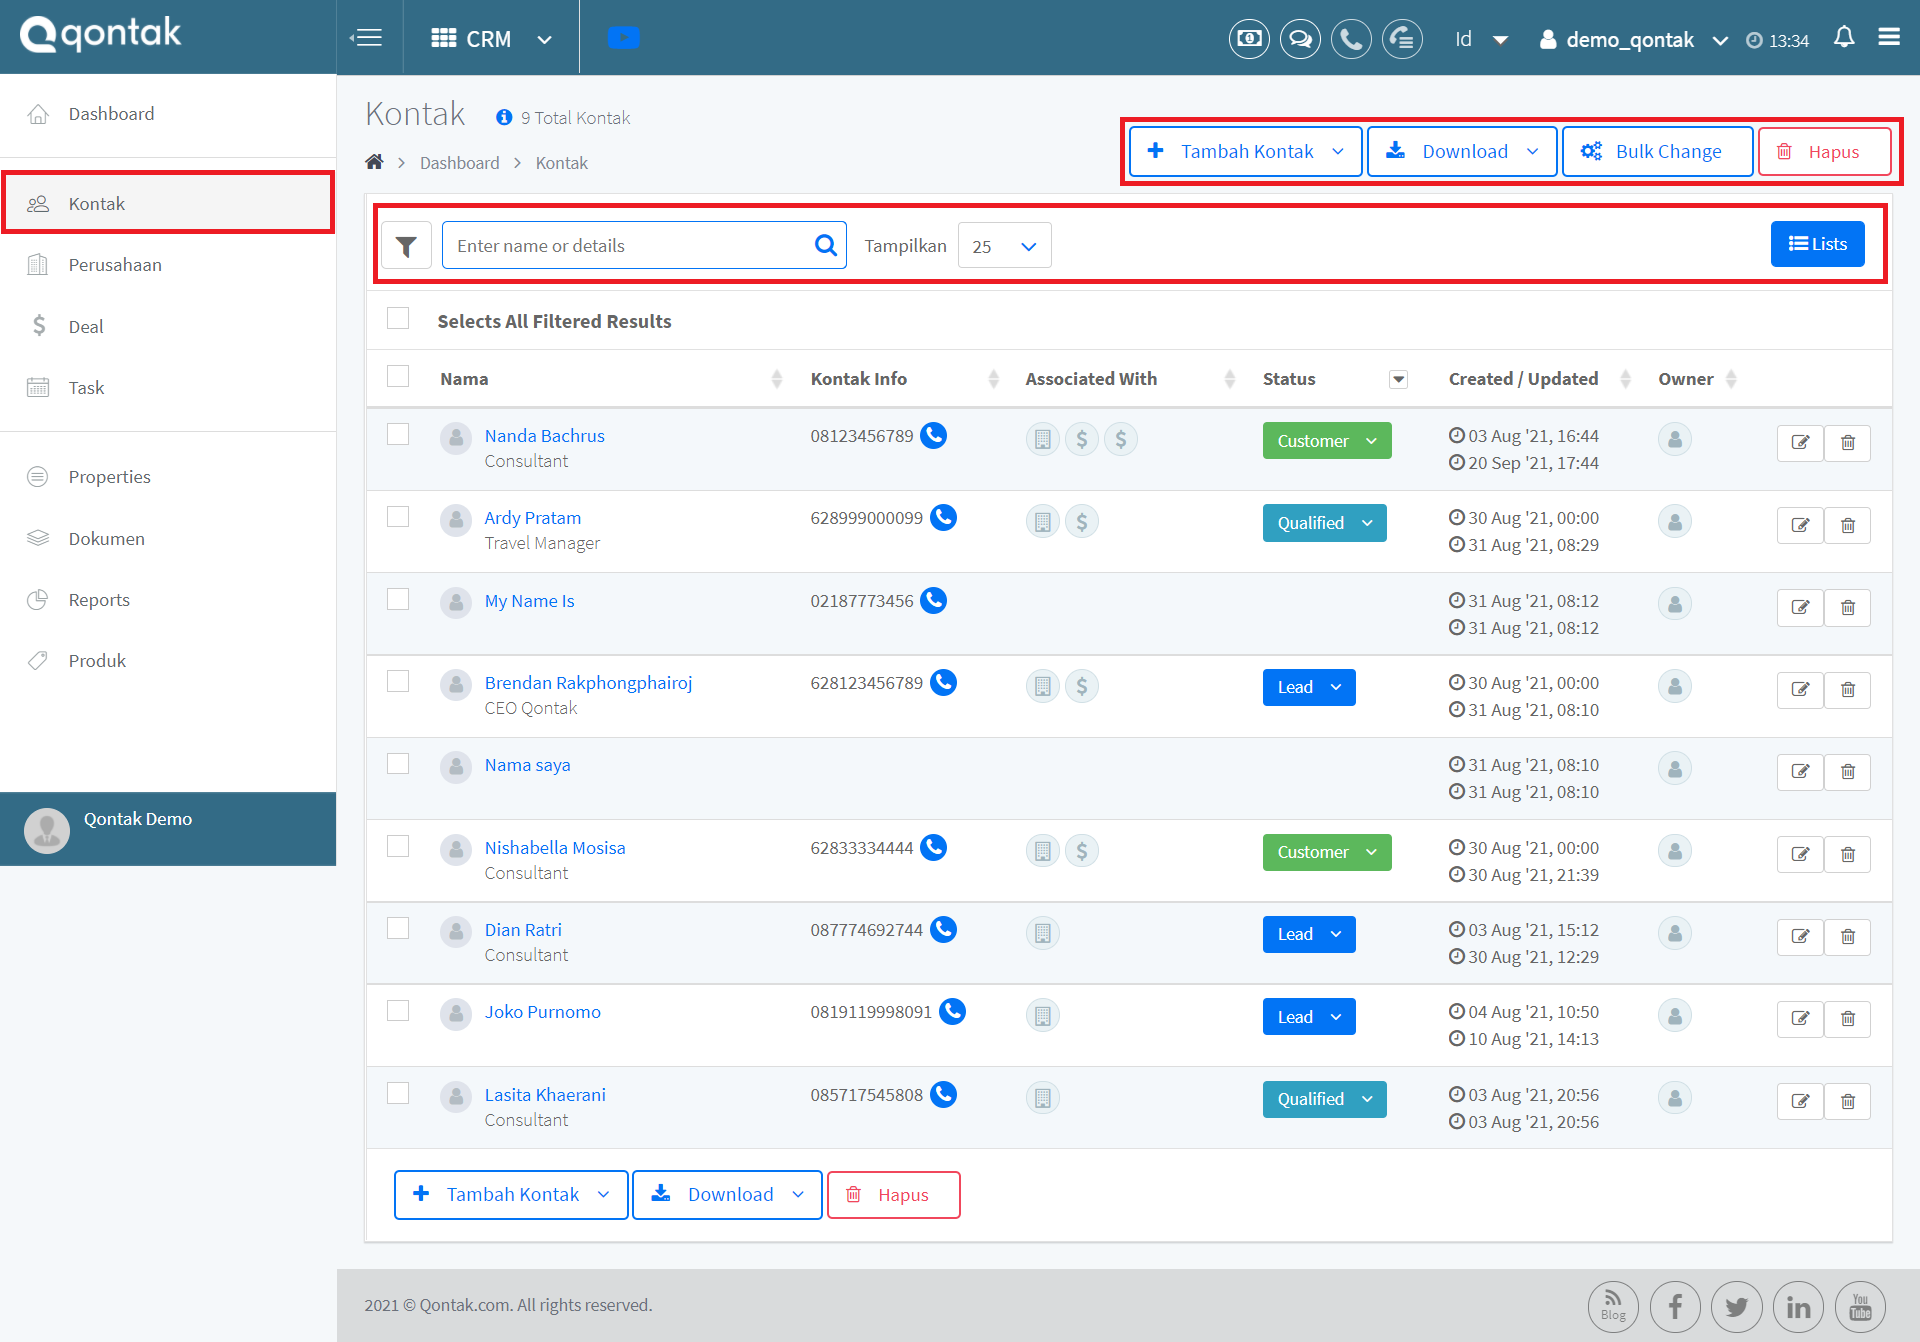 qontak
CRM
Id
demo_qontak
13:34
Dashboard
Kontak
Perusahaan
Deal
Task
Properties
Dokumen
Reports
Produk
Qontak Demo
Kontak
9 Total Kontak
Dashboard > Kontak
Tambah Kontak
Download
Bulk Change
Hapus
Enter name or details
Tampilkan
25
Lists
Selects All Filtered Results
Nama Kontak Info Associated With Status Created / Updated Owner
Nanda Bachrus 08123456789 $ $ Customer 03 Aug '21, 16:44
Consultant 20 Sep '21, 17:44
Ardy Pratam 628999000099 $ Qualified 30 Aug '21, 00:00
Travel Manager 31 Aug '21, 08:29
My Name Is 02187773456 31 Aug '21, 08:12
31 Aug '21, 08:12
Brendan Rakphongphairoj 628123456789 $ Lead 30 Aug '21, 00:00
CEO Qontak 31 Aug '21, 08:10
Nama saya 31 Aug '21, 08:10
31 Aug '21, 08:10
Nishabella Mosisa 62833334444 $ Customer 30 Aug '21, 00:00
Consultant 30 Aug '21, 21:39
Dian Ratri 087774692744 Lead 03 Aug '21, 15:12
Consultant 30 Aug '21, 12:29
Joko Purnomo 0819119998091 Lead 04 Aug '21, 10:50
10 Aug '21, 14:13
Lasita Khaerani 085717545808 Qualified 03 Aug '21, 20:56
Consultant 03 Aug '21, 20:56
Tambah Kontak
Download
Hapus
2021 © Qontak.com. All rights reserved.
Blog
You
Tube